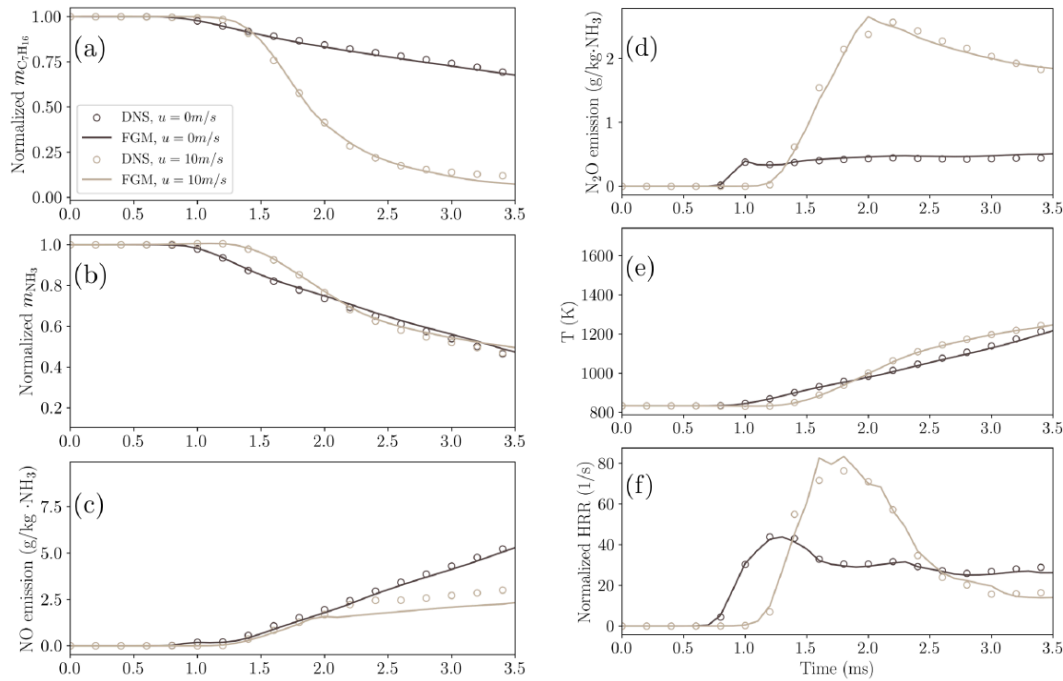 (a)
Normalized m_{C₇H₁₆}
1.00
0.75
0.50
0.25
0.00
DNS, u = 0m/s
FGM, u = 0m/s
DNS, u = 10m/s
FGM, u = 10m/s
0.0 0.5 1.0 1.5 2.0 2.5 3.0 3.5
(b)
Normalized m_{NH₃}
1.0
0.8
0.6
0.4
0.2
0.0 0.5 1.0 1.5 2.0 2.5 3.0 3.5
(c)
NO emission (g/kg ·NH₃)
7.5
5.0
2.5
0.0
0.0 0.5 1.0 1.5 2.0 2.5 3.0 3.5
(d)
N₂O emission (g/kg·NH₃)
2
1
0
0.0 0.5 1.0 1.5 2.0 2.5 3.0 3.5
(e)
T (K)
1600
1400
1200
1000
800
0.0 0.5 1.0 1.5 2.0 2.5 3.0 3.5
(f)
Normalized HRR (1/s)
80
60
40
20
0
0.0 0.5 1.0 1.5 2.0 2.5 3.0 3.5
Time (ms)